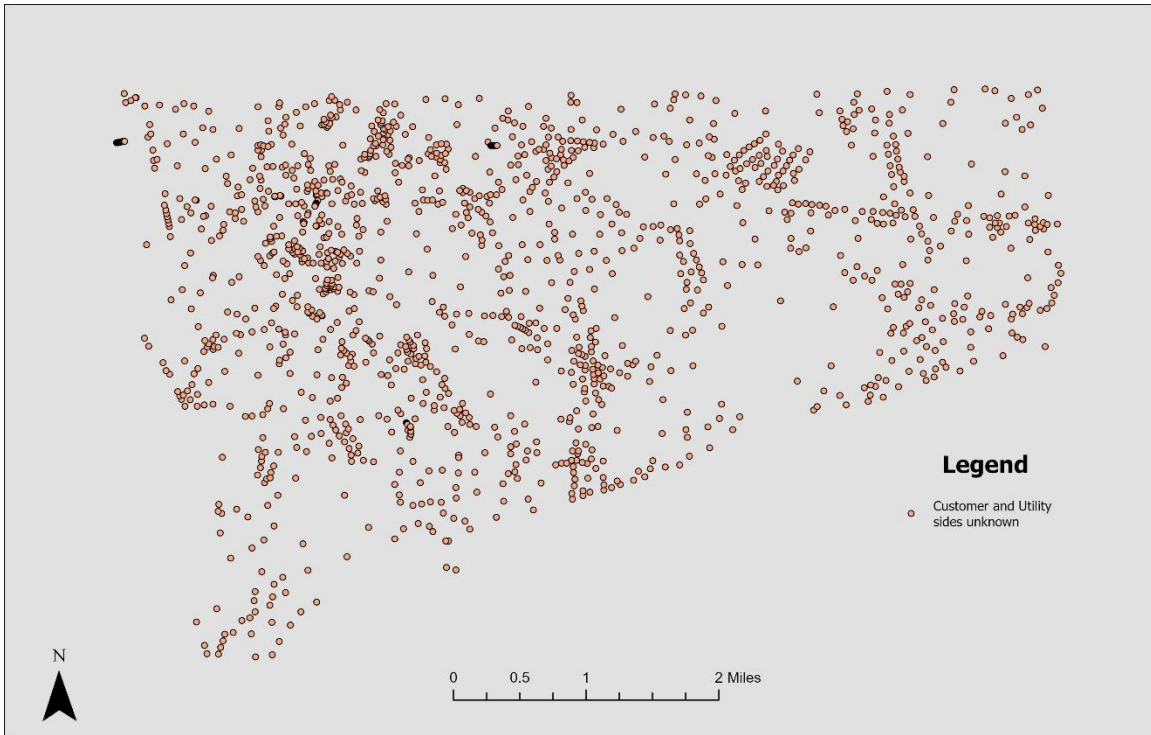 Legend
Customer and Utility
sides unknown
N
0 0.5 1 2 Miles